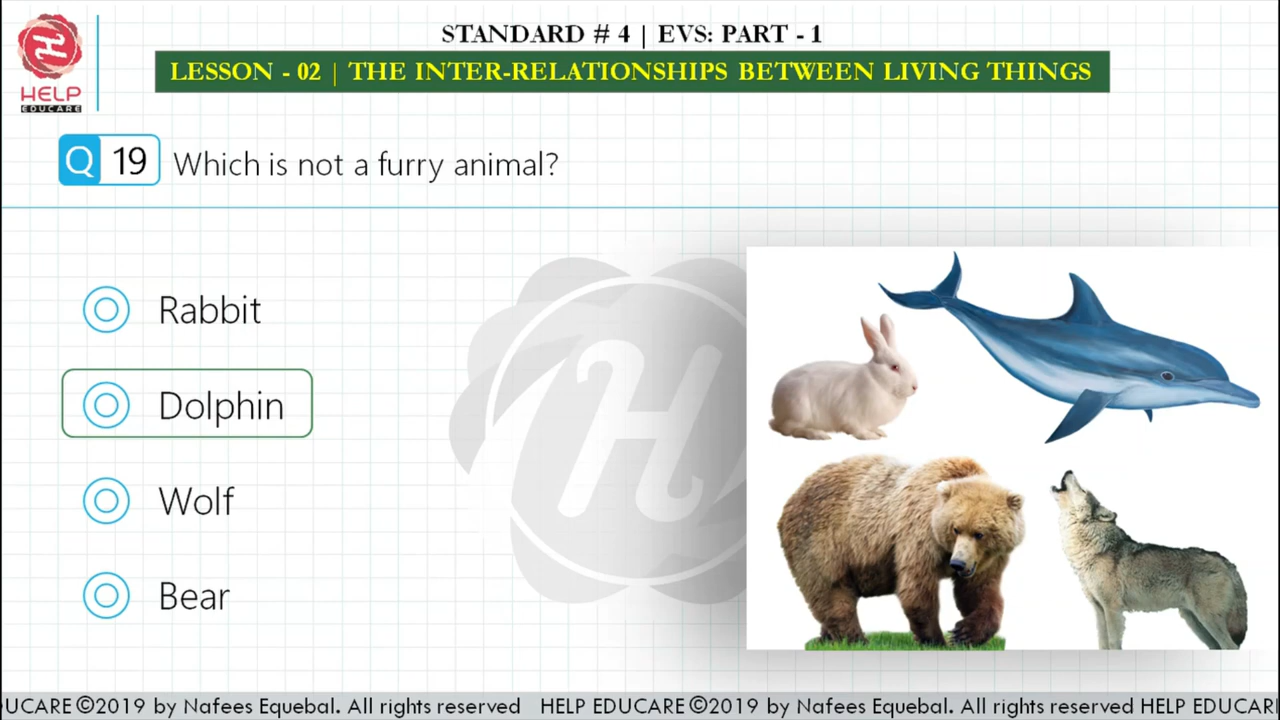 STANDARD # 4 | EVS: PART - 1
LESSON - 02 | THE INTER-RELATIONSHIPS BETWEEN LIVING THINGS
HELP
EDUCARE
Q 19 Which is not a furry animal?
Rabbit
Dolphin
Wolf
Bear
H
UCARE ©2019 by Nafees Equebal. All rights reserved HELP EDUCARE ©2019 by Nafees Equebal. All rights reserved HELP EDUCAR